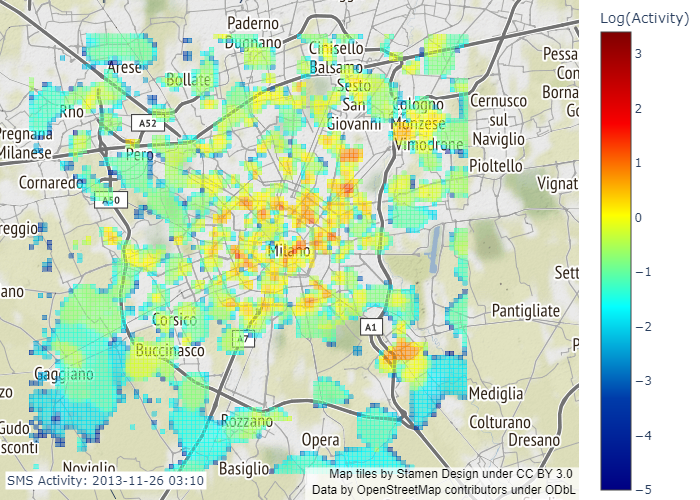 Log(Activity)
3
2
1
0
−1
−2
−3
−4
−5
Paderno
Dugnano
Cinisello
Balsamo
Arese
Bollate
Sesto
San
Giovanni
Cologno
Monzese
Cernusco
sul
Naviglio
Pessa
Con
Borna
Go
Rho
A52
Pregnana
Milanese
Pero
Vimodrone
Pioltello
Cornaredo
A50
Vignat
reggio
Milano
Sett
ano
Pantigliate
Corsico
A1
A7
Buccinasco
P
Gaggiano
Mediglia
zo
Rozzano
Colturano
Gudo
sconti
Opera
Dresano
Noviglio
Basiglio
SMS Activity: 2013-11-26 03:10
Map tiles by Stamen Design under CC BY 3.0
Data by OpenStreetMap contributors under ODbL